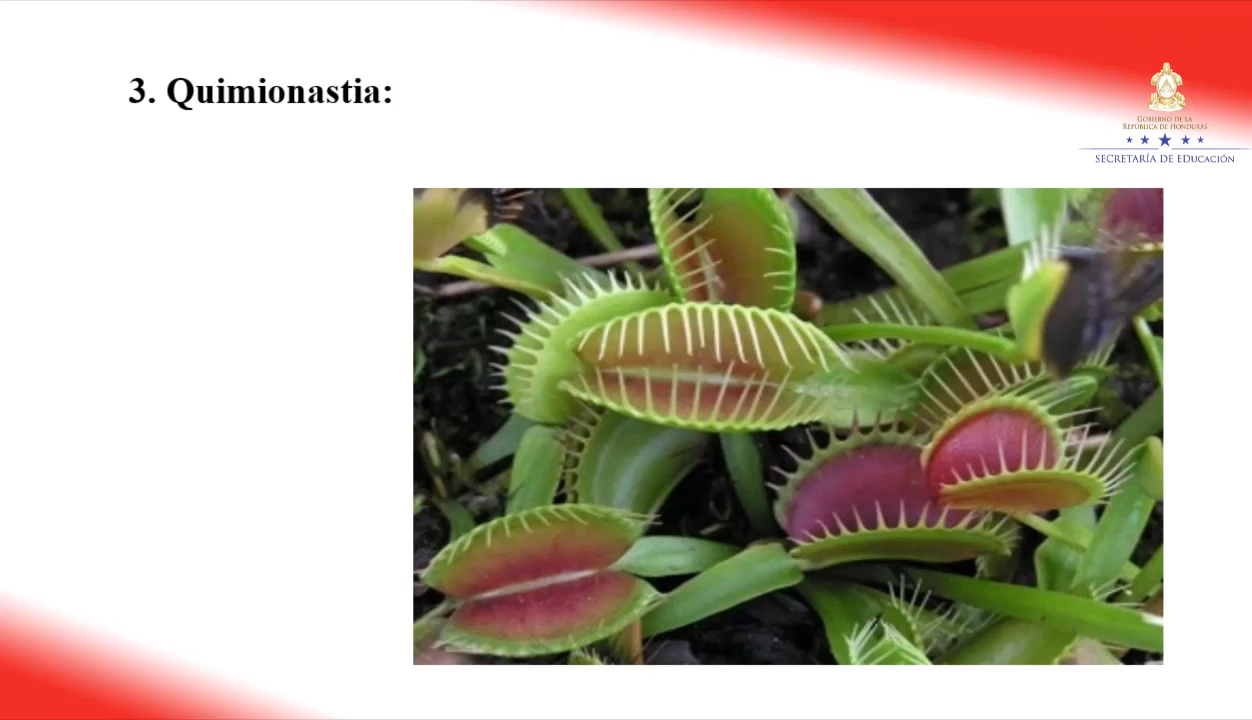 3. Quimionastia:
GOBIERNO DE LA
REPÚBLICA DE HONDURAS
SECRETARÍA DE EDUCACIÓN